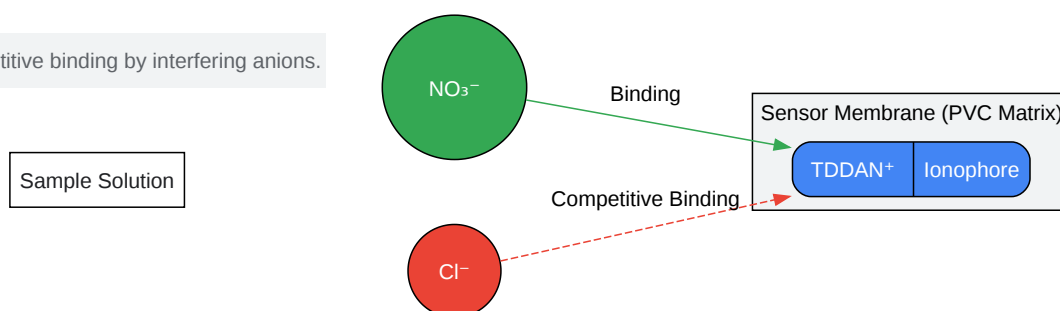 titive binding by interfering anions.
NO₃⁻
Binding
Sensor Membrane (PVC Matrix)
TDDAN⁺
Ionophore
Sample Solution
Competitive Binding
Cl⁻